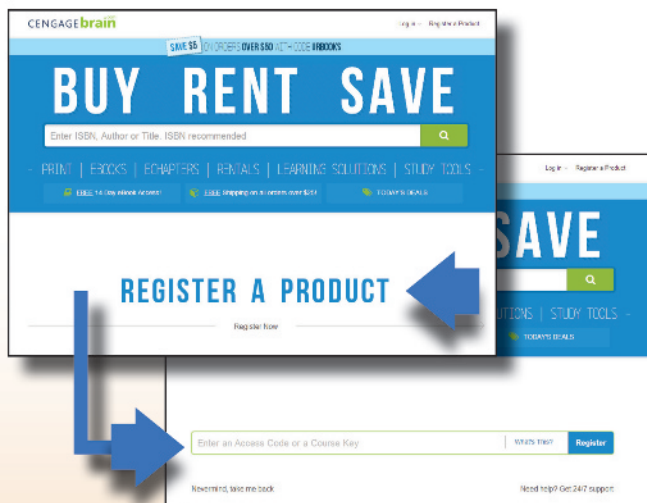 CENGAGEbrain
Log in Register a Product
SAVE $5 ON ORDERS OVER $50 WITH CODE
BUY RENT SAVE
Enter ISBN, Author or Title. ISBN recommended
- PRINT | EBOOKS | ECHAPTERS | RENTALS | LEARNING SOLUTIONS | STUDY TOOLS -
FREE 14 Day eBook Access!
FREE Shipping on all orders over $25!
TODAY'S DEALS
REGISTER A PRODUCT
Register Now
Log in Register a Product
SAVE
UTIONS | STUDY TOOLS -
TODAY'S DEALS
Enter an Access Code or a Course Key
WHAT'S THIS?
Register
Nevermind, take me back
Need help? Get 24/7 support